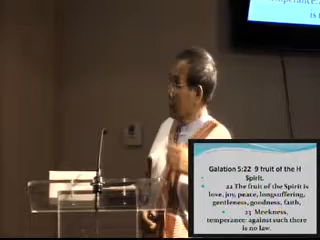 is
Galation 5:22 9 fruit of the H
Spirit.
22 The fruit of the Spirit is
love, joy, peace, longsuffering,
gentleness, goodness, faith,
23 Meekness,
temperance: against such there
is no law.